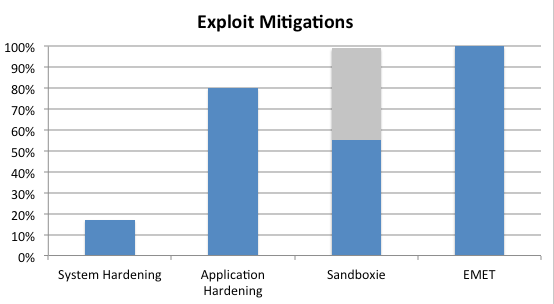 Exploit Mitigations
100%
90%
80%
70%
60%
50%
40%
30%
20%
10%
0%
System Hardening
Application
Hardening
Sandboxie
EMET